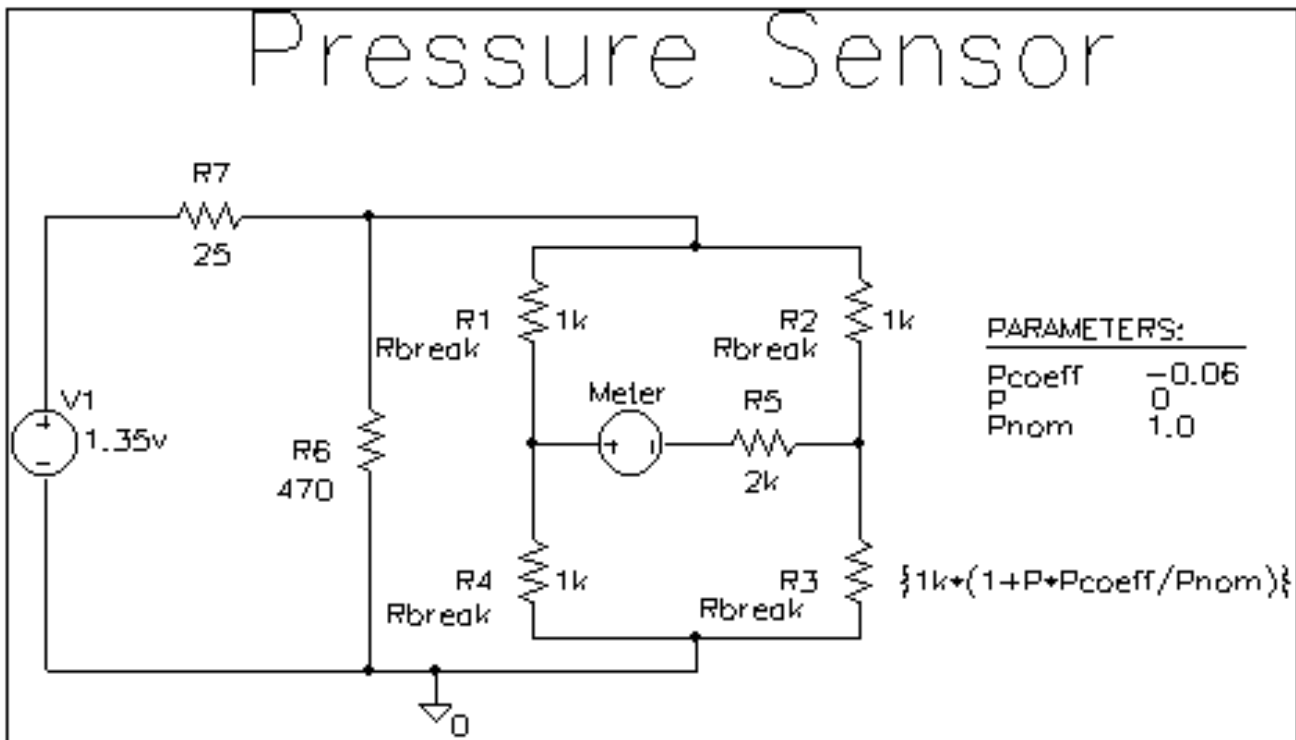 Pressure Sensor
R7
25
R1
1k
Rbreak
R2
1k
Rbreak
PARAMETERS:
Pcoeff -0.06
P 0
Pnom 1.0
V1
+
1.35v
-
R6
470
Meter
+
-
R5
2k
R4
1k
Rbreak
R3
Rbreak
{1k*(1+P*Pcoeff/Pnom)}
0